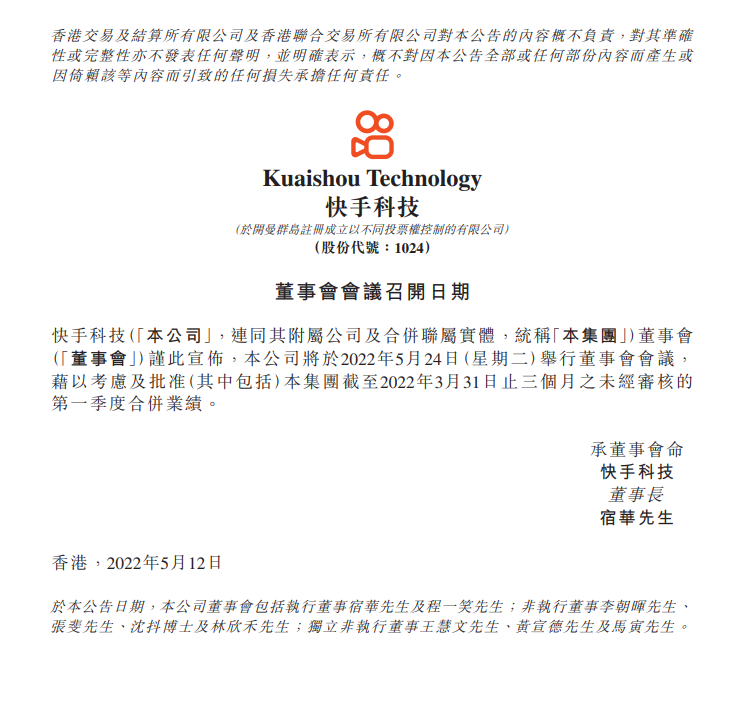 香港交易及結算所有限公司及香港聯合交易所有限公司對本公告的內容概不負責，對其準確
性或完整性亦不發表任何聲明，並明確表示，概不對因本公告全部或任何部份內容而產生或
因倚賴該等內容而引致的任何損失承擔任何責任。
Kuaishou Technology
快手科技
（於開曼群島註冊成立以不同投票權控制的有限公司）
（股份代號：1024）
董事會會議召開日期
快手科技（「本公司」，連同其附屬公司及合併聯屬實體，統稱「本集團」）董事會
（「董事會」）謹此宣佈，本公司將於2022年5月24日（星期二）舉行董事會會議，
藉以考慮及批准（其中包括）本集團截至2022年3月31日止三個月之未經審核的
第一季度合併業績。
承董事會命
快手科技
董事長
宿華先生
香港，2022年5月12日
於本公告日期，本公司董事會包括執行董事宿華先生及程一笑先生；非執行董事李朝暉先生、
張斐先生、沈抖博士及林欣禾先生；獨立非執行董事王慧文先生、黃宣德先生及馬寅先生。